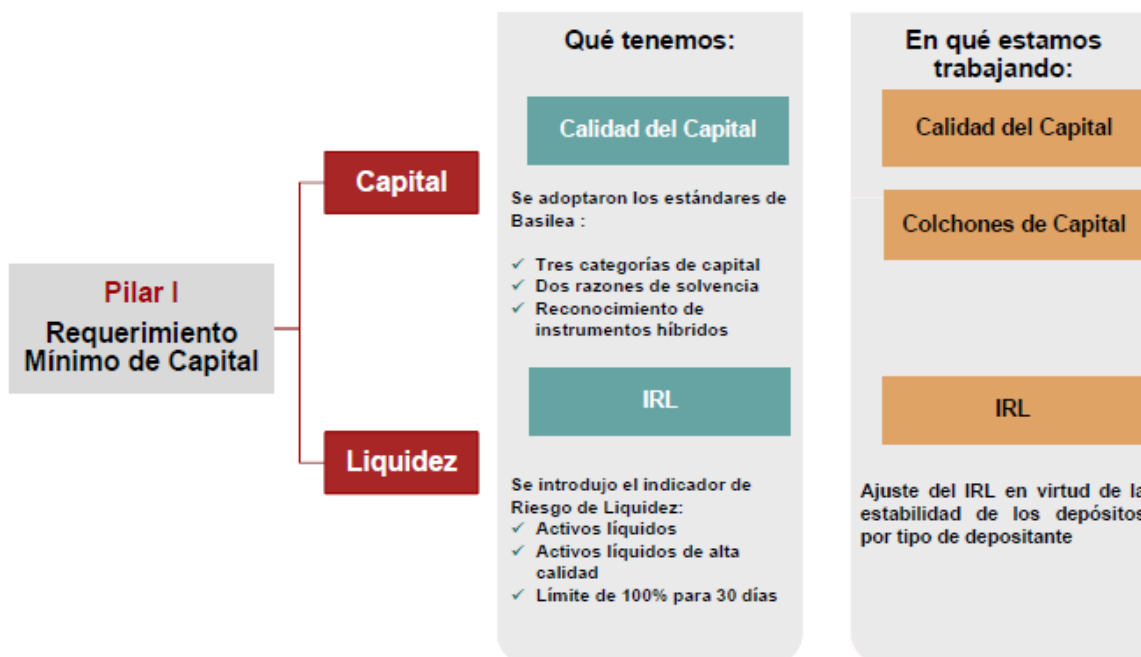 Pilar I
Requerimiento
Mínimo de Capital
Capital
Liquidez
Qué tenemos:
Calidad del Capital
Se adoptaron los estándares de
Basilea :
✓ Tres categorías de capital
✓ Dos razones de solvencia
✓ Reconocimiento de
instrumentos híbridos
IRL
Se introdujo el indicador de
Riesgo de Liquidez:
✓ Activos líquidos
✓ Activos líquidos de alta
calidad
✓ Límite de 100% para 30 días
En qué estamos
trabajando:
Calidad del Capital
Colchones de Capital
IRL
Ajuste del IRL en virtud de la
estabilidad de los depósitos
por tipo de depositante